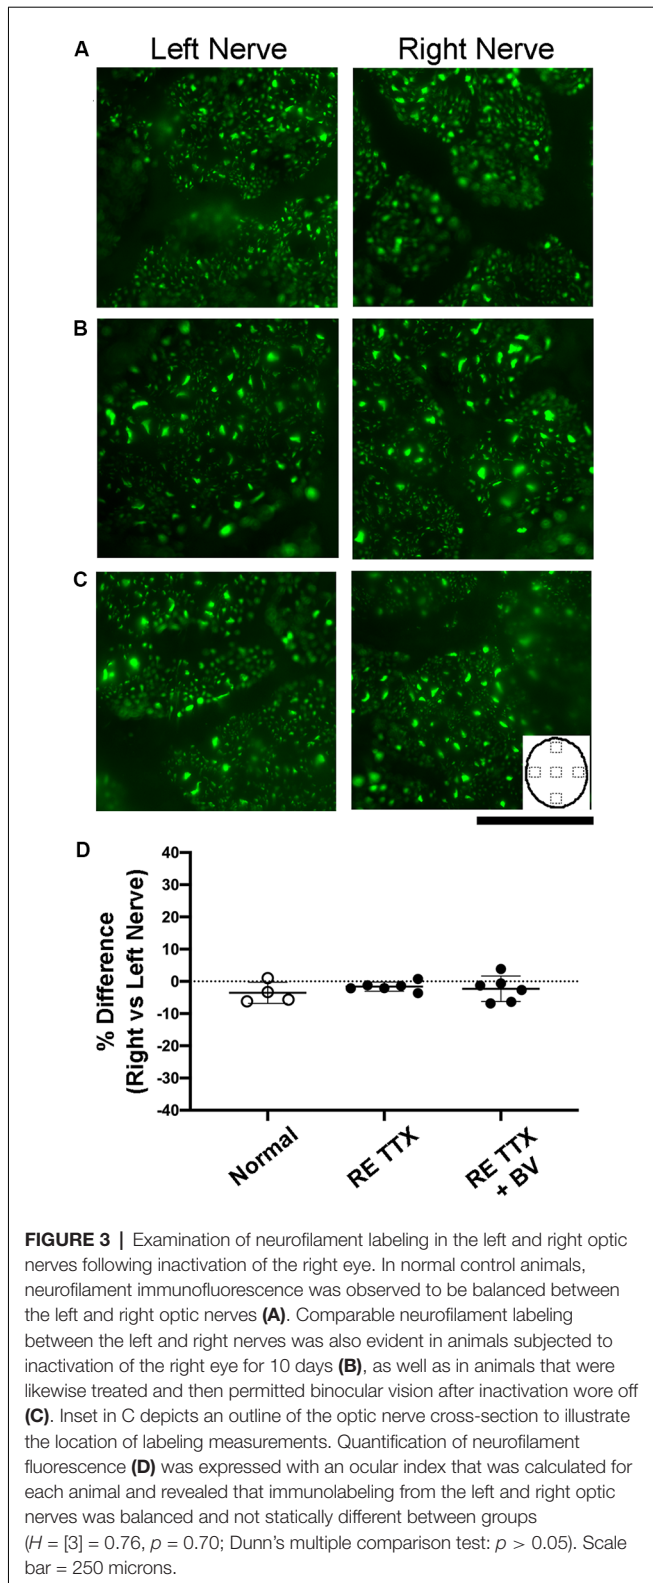 A Left Nerve Right Nerve
B
C
D
% Difference
(Right vs Left Nerve)
40
30
20
10
0
-10
-20
-30
-40
Normal
RE TTX
RE TTX
+ BV
FIGURE 3 | Examination of neurofilament labeling in the left and right optic
nerves following inactivation of the right eye. In normal control animals,
neurofilament immunofluorescence was observed to be balanced between
the left and right optic nerves (A). Comparable neurofilament labeling
between the left and right nerves was also evident in animals subjected to
inactivation of the right eye for 10 days (B), as well as in animals that were
likewise treated and then permitted binocular vision after inactivation wore off
(C). Inset in C depicts an outline of the optic nerve cross-section to illustrate
the location of labeling measurements. Quantification of neurofilament
fluorescence (D) was expressed with an ocular index that was calculated for
each animal and revealed that immunolabeling from the left and right optic
nerves was balanced and not statically different between groups
(H = [3] = 0.76, p = 0.70; Dunn's multiple comparison test: p > 0.05). Scale
bar = 250 microns.